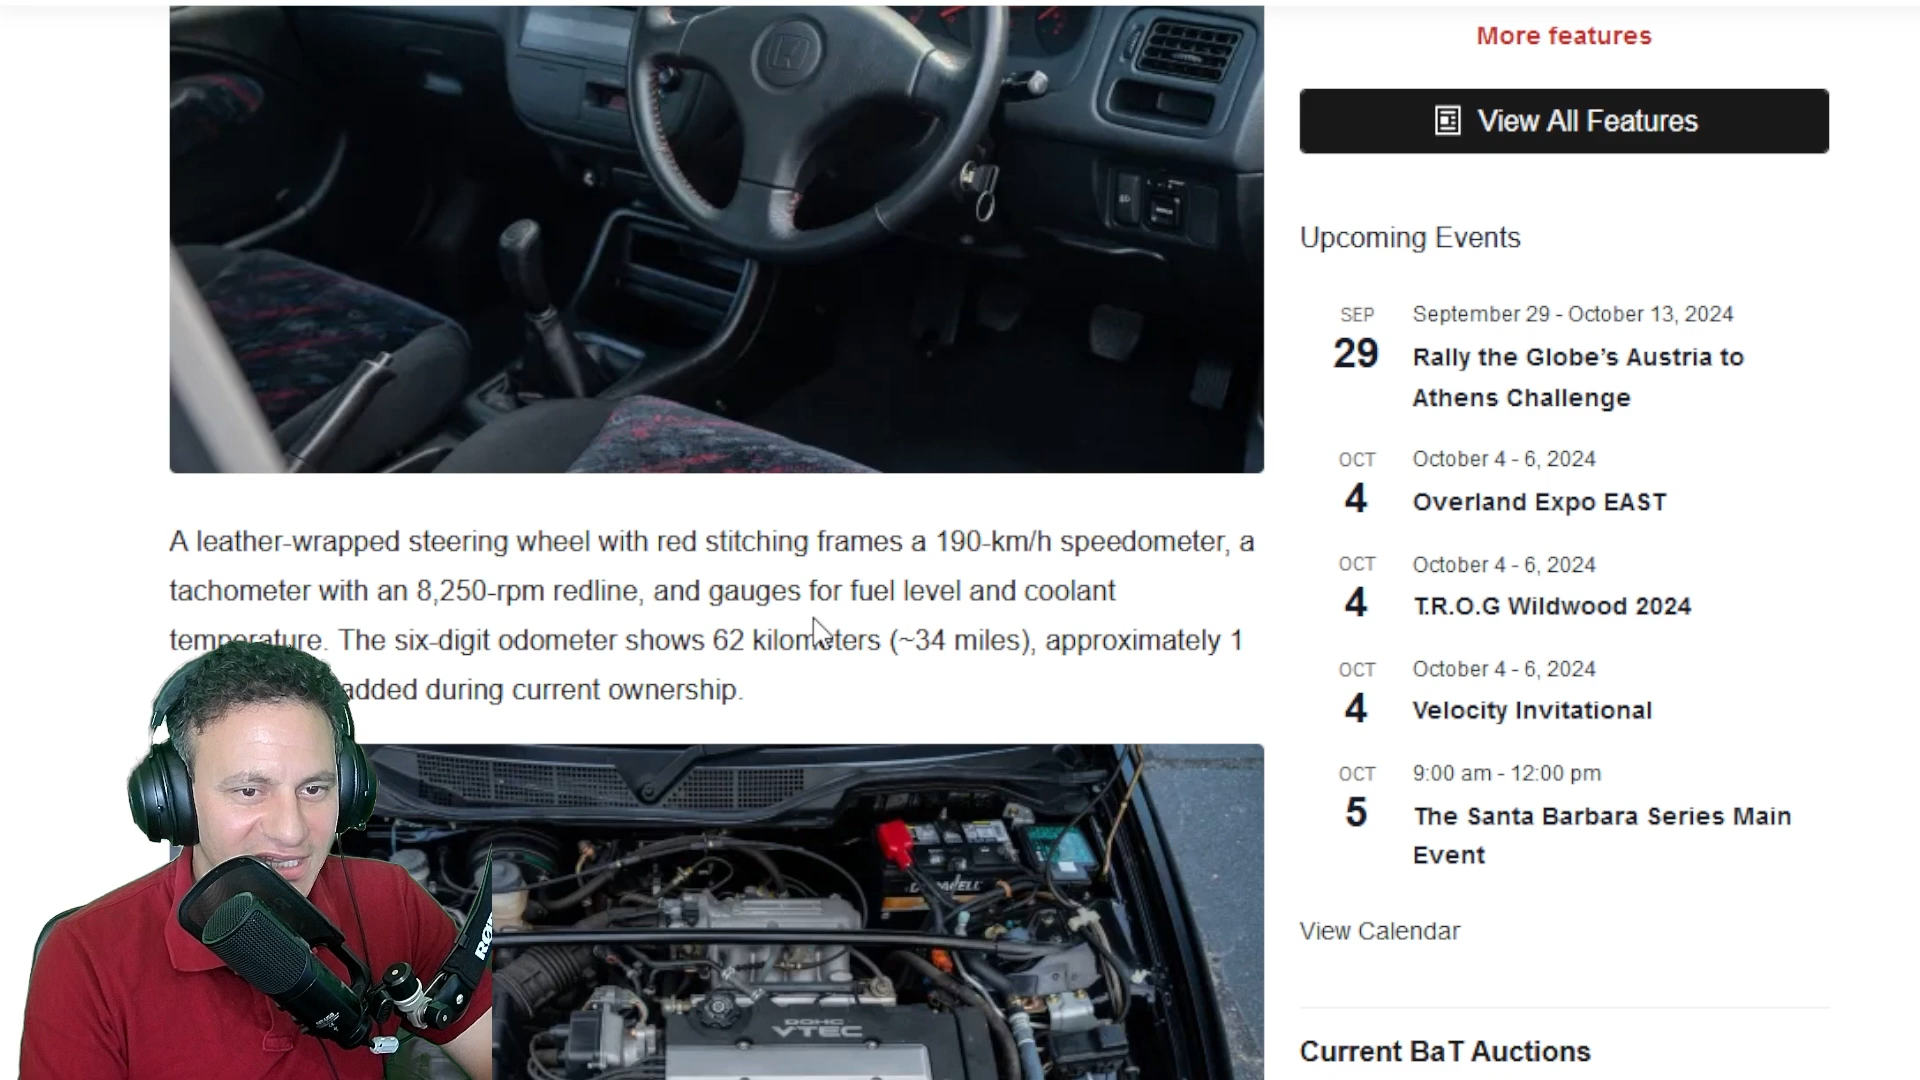 More features
View All Features
Upcoming Events
SEP
29
September 29 - October 13, 2024
Rally the Globe’s Austria to
Athens Challenge
OCT
4
October 4 - 6, 2024
Overland Expo EAST
OCT
4
October 4 - 6, 2024
T.R.O.G Wildwood 2024
OCT
4
October 4 - 6, 2024
Velocity Invitational
OCT
5
9:00 am - 12:00 pm
The Santa Barbara Series Main
Event
View Calendar
Current BaT Auctions
A leather-wrapped steering wheel with red stitching frames a 190-km/h speedometer, a
tachometer with an 8,250-rpm redline, and gauges for fuel level and coolant
temperature. The six-digit odometer shows 62 kilometers (~34 miles), approximately 1
added during current ownership.
DURACELL
DOHC
VTEC